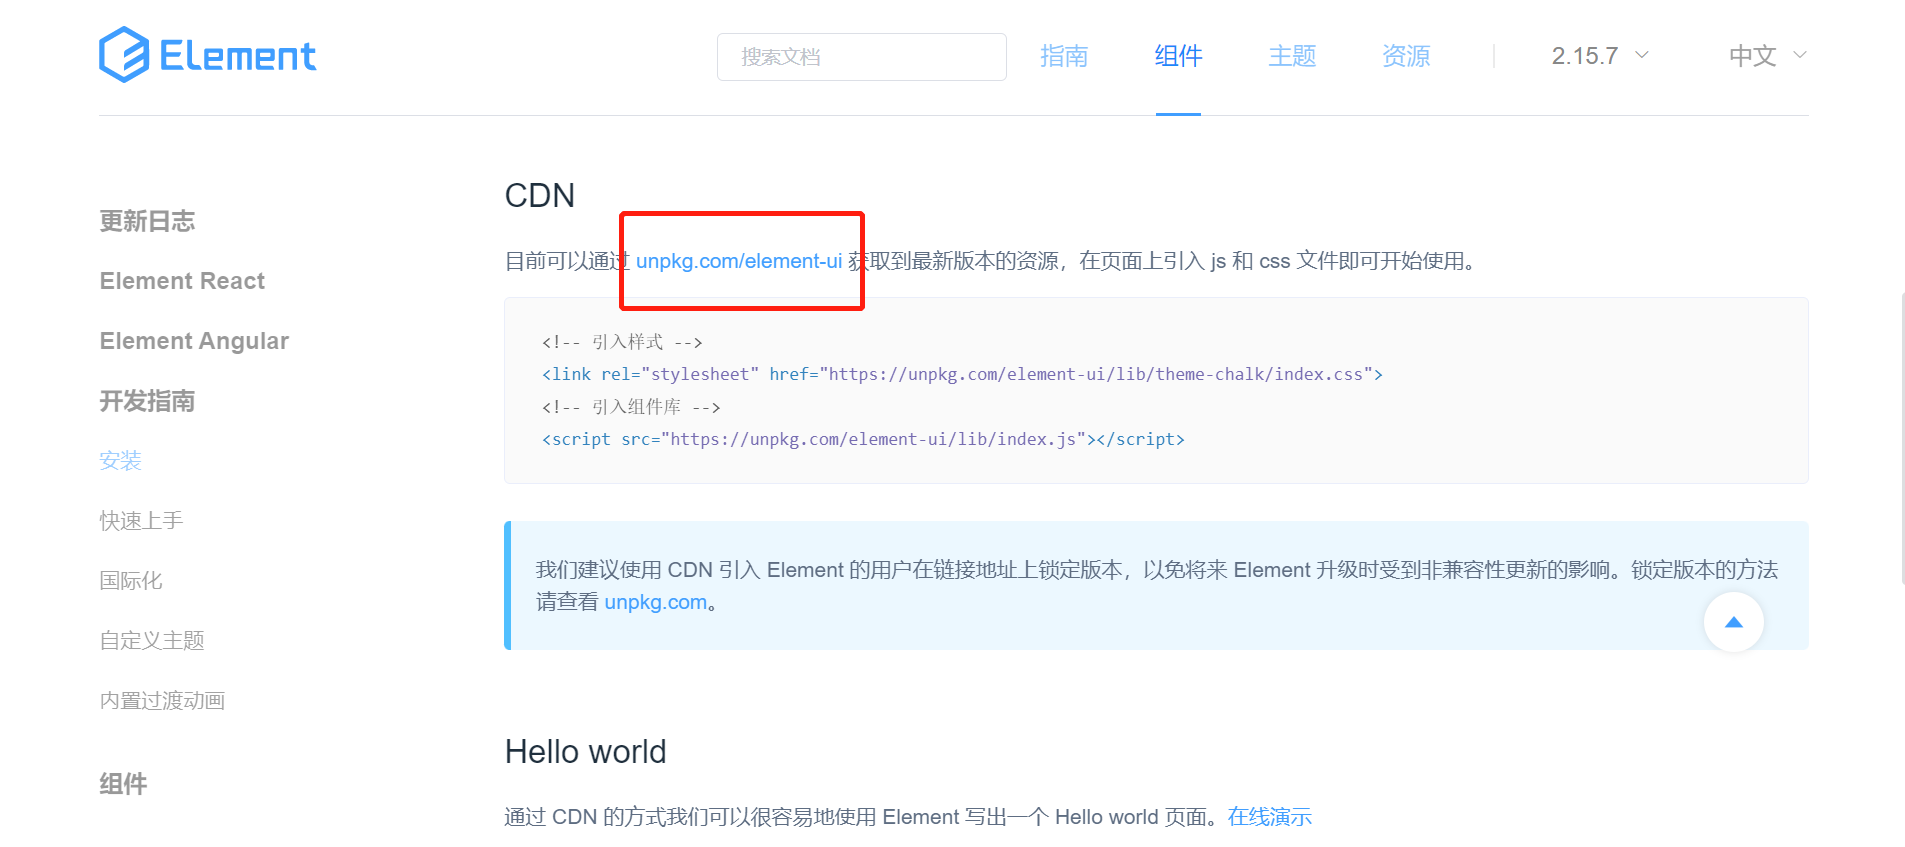 Element
搜索文档
指南
组件
主题
资源
2.15.7
中文
更新日志
Element React
Element Angular
开发指南
安装
快速上手
国际化
自定义主题
内置过渡动画
组件
CDN
目前可以通过 unpkg.com/element-ui 获取到最新版本的资源，在页面上引入 js 和 css 文件即可开始使用。
<!-- 引入样式 -->
<link rel="stylesheet" href="https://unpkg.com/element-ui/lib/theme-chalk/index.css">
<!-- 引入组件库 -->
<script src="https://unpkg.com/element-ui/lib/index.js"></script>
我们建议使用 CDN 引入 Element 的用户在链接地址上锁定版本，以免将来 Element 升级时受到非兼容性更新的影响。锁定版本的方法
请查看 unpkg.com。
Hello world
通过 CDN 的方式我们可以很容易地使用 Element 写出一个 Hello world 页面。在线演示